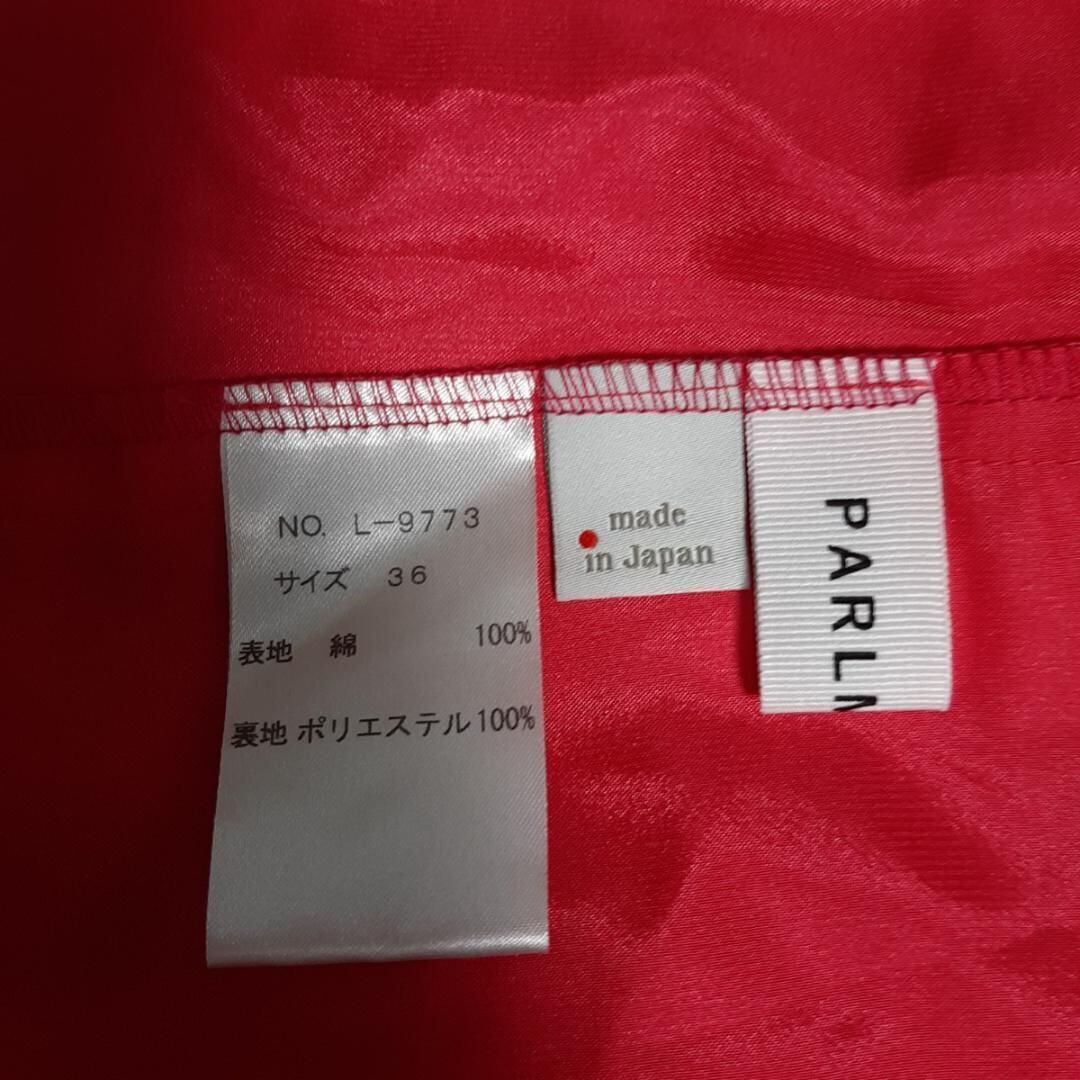 NO. L-9773
サイズ 36
表地 綿 100%
裏地 ポリエステル100%
made
in Japan
PARL